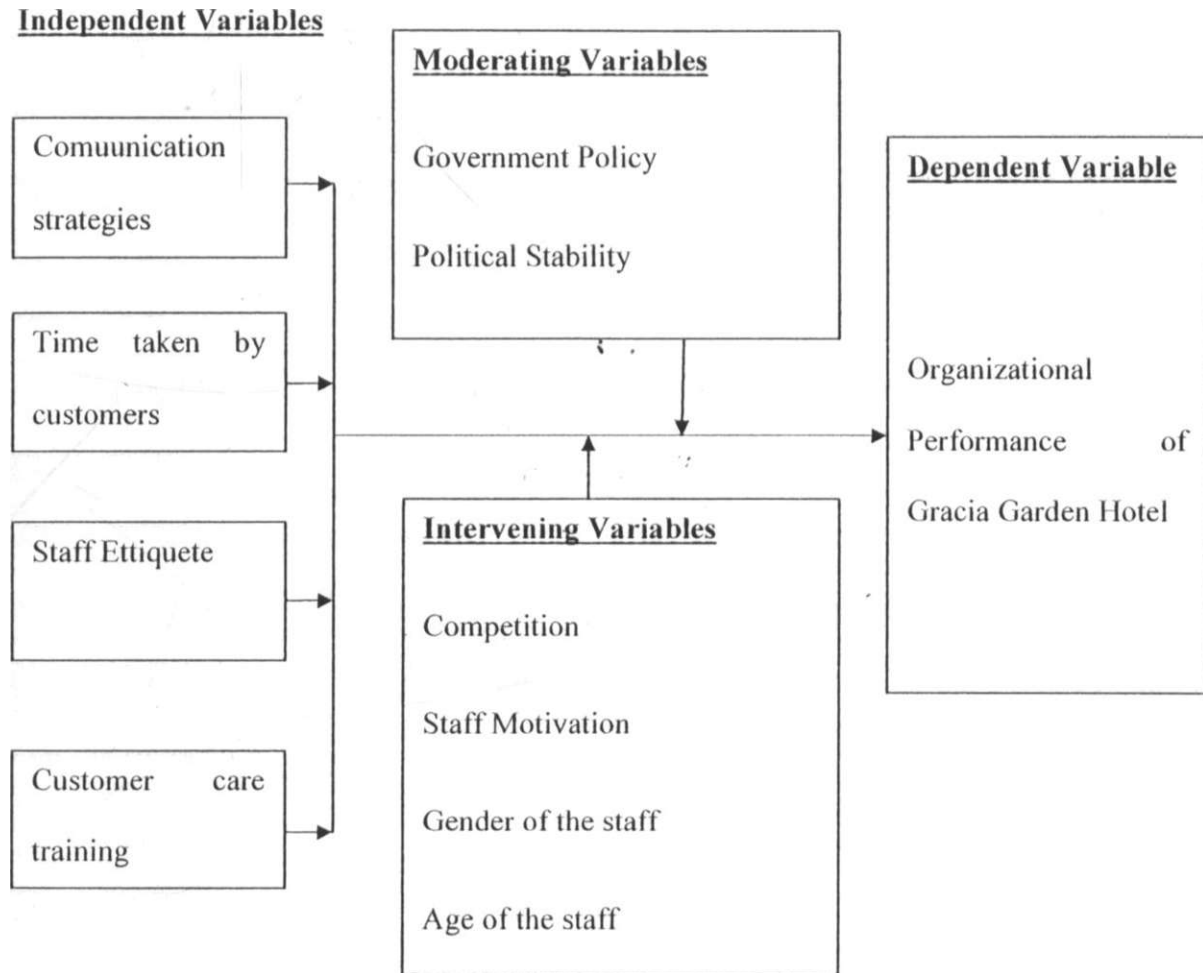 Independent Variables
Comuunication
strategies
Time taken by
customers
Staff Ettiquete
Customer care
training
Moderating Variables
Government Policy
Political Stability
Intervening Variables
Competition
Staff Motivation
Gender of the staff
Age of the staff
Dependent Variable
Organizational
Performance of
Gracia Garden Hotel